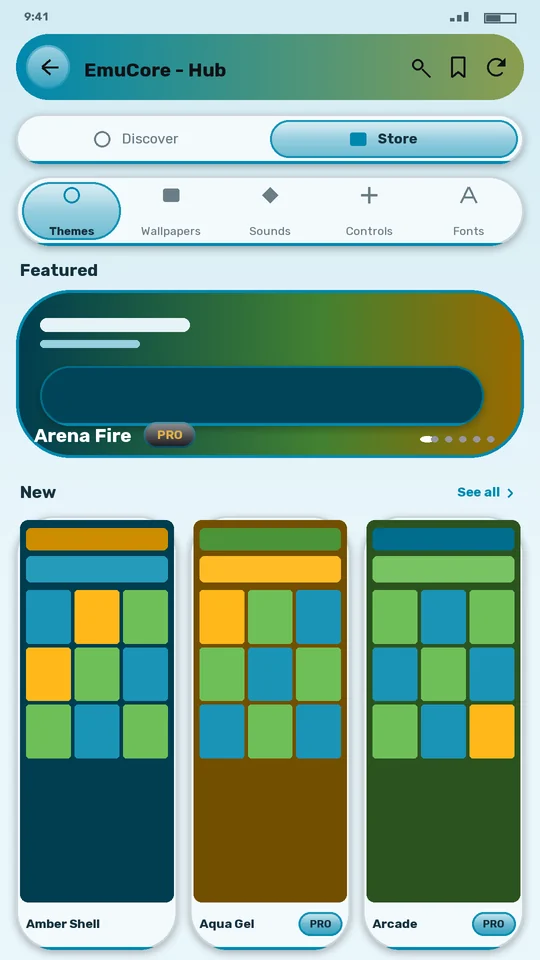 9:41
EmuCore - Hub
Discover
Store
Themes
Wallpapers
Sounds
Controls
Fonts
Featured
Arena Fire
PRO
New
See all
Amber Shell
Aqua Gel
PRO
Arcade
PRO